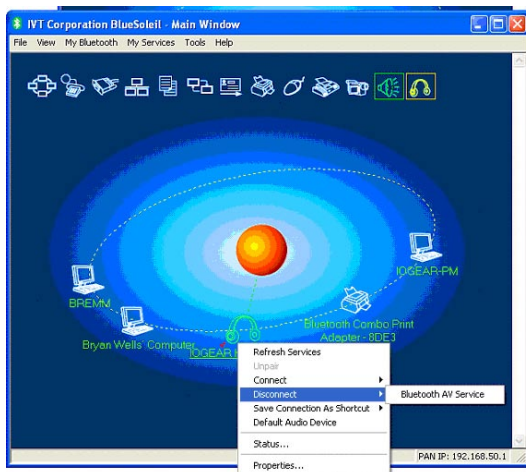 IVT Corporation BlueSoleil - Main Window
File View My Bluetooth My Services Tools Help
IOGEAR-PM
BREMM
Bluetooth Combo Print
Adapter - 8DE3
Bryan Wells' Computer
IOGEAR
Refresh Services
Unpair
Connect
Disconnect
Bluetooth AV Service
Save Connection As Shortcut
Default Audio Device
Status...
Properties...
PAN IP: 192.168.50.1